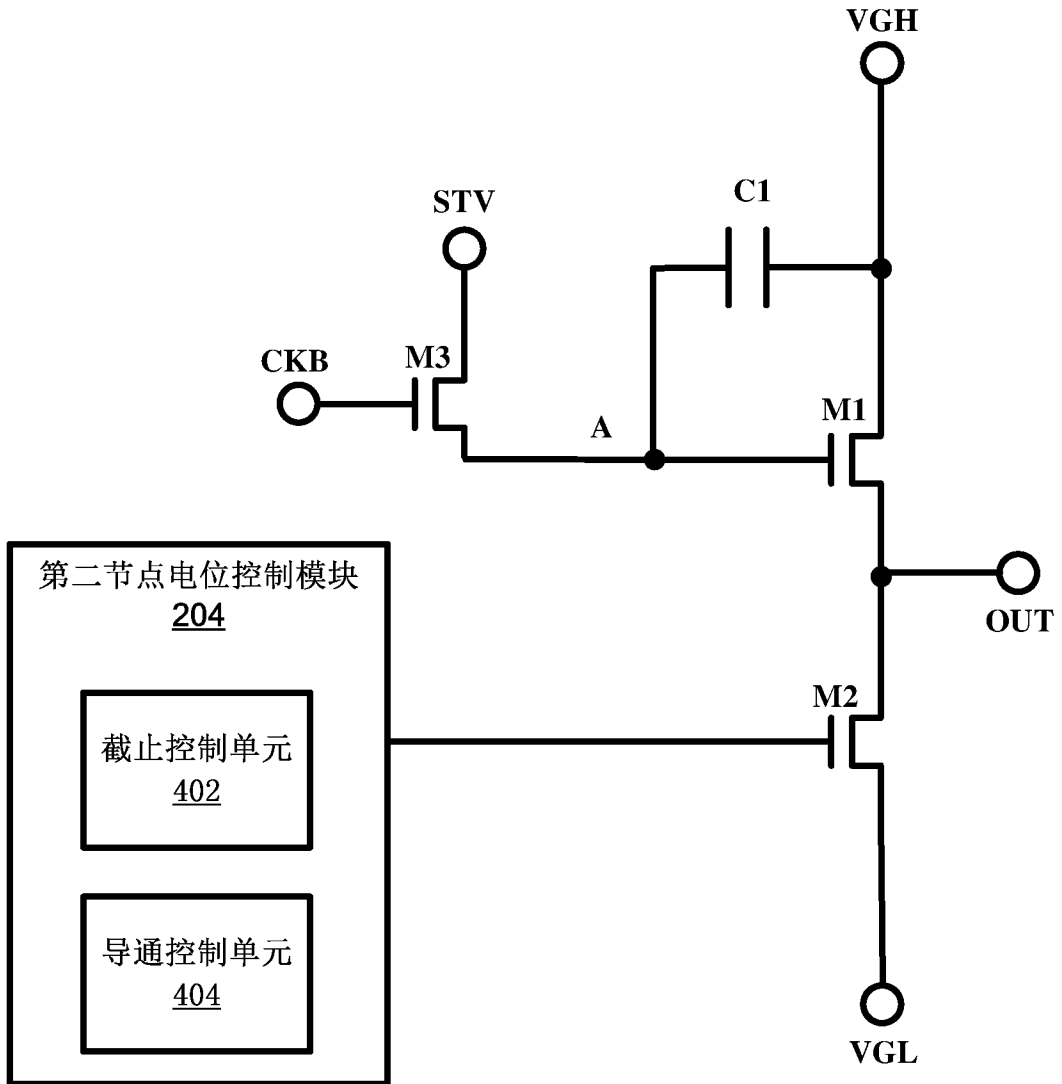 VGH
C1
STV
CKB
M3
M1
A
第二节点电位控制模块
204
OUT
M2
截止控制单元
402
导通控制单元
404
VGL